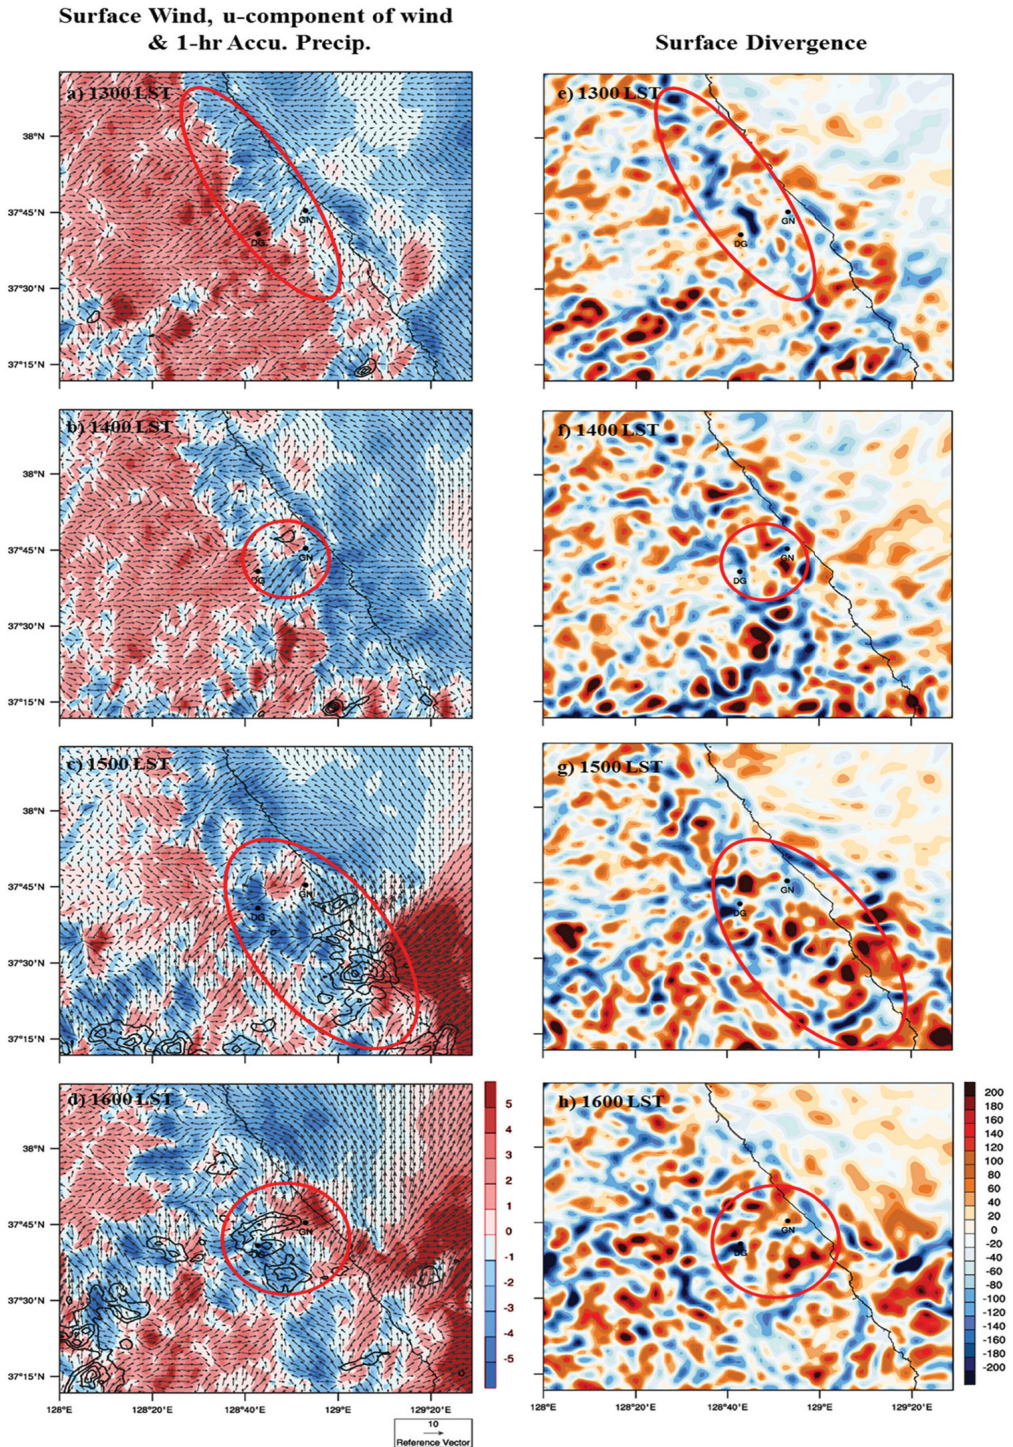 Surface Wind, u-component of wind
& 1-hr Accu. Precip.
Surface Divergence
a) 1300 LST
38°N
37°45'N
37°30'N
37°15'N
GN
DG
e) 1300 LST
GN
DG
b) 1400 LST
38°N
37°45'N
37°30'N
37°15'N
GN
DG
f) 1400 LST
GN
DG
c) 1500 LST
38°N
37°45'N
37°30'N
37°15'N
GN
DG
g) 1500 LST
GN
DG
d) 1600 LST
38°N
37°45'N
37°30'N
37°15'N
GN
5
4
3
2
1
0
-1
-2
-3
-4
-5
128°E
128°20'E
128°40'E
129°E
129°20'E
10
Reference Vector
h) 1600 LST
GN
DG
200
180
160
140
120
100
80
60
40
20
0
-20
-40
-60
-80
-100
-120
-140
-160
-180
-200
128°E
128°20'E
128°40'E
129°E
129°20'E